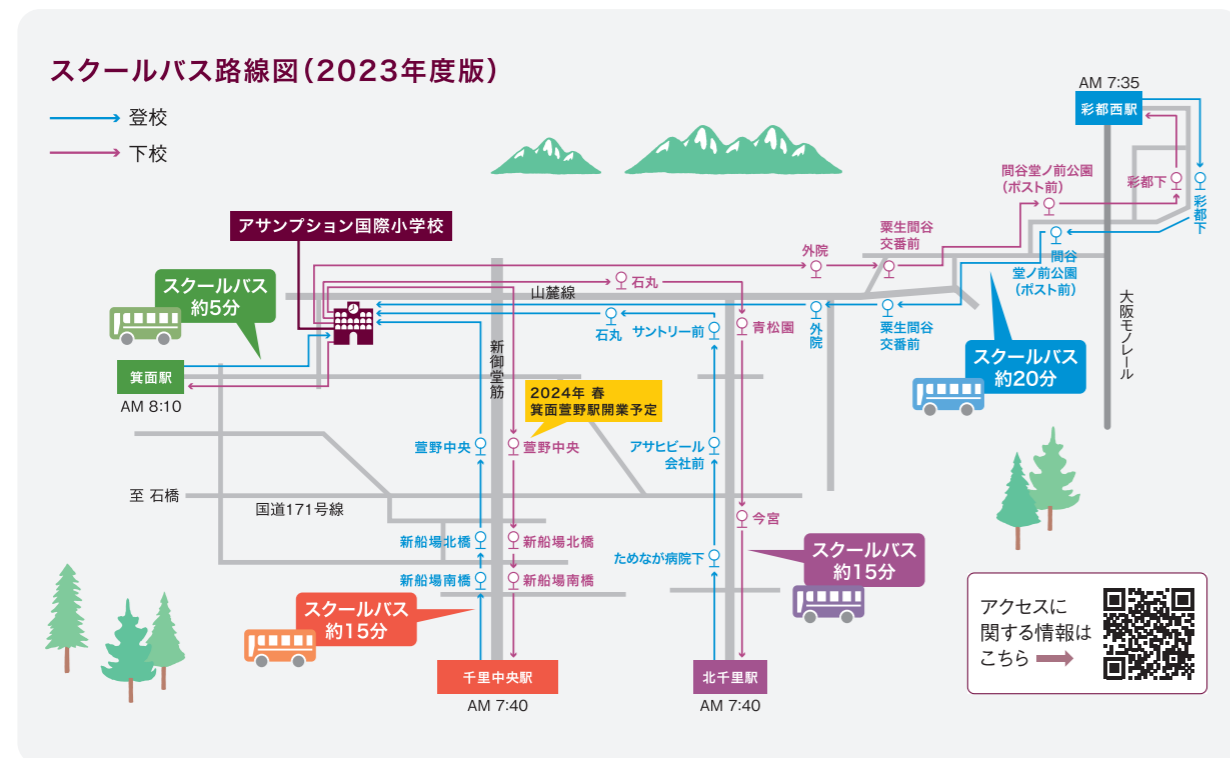 スクールバス路線図（2023年度版）
登校
下校
AM 7:35
彩都西駅
間谷堂ノ前公園
（ポスト前）
彩都下
彩都下
アサンプション国際小学校
粟生間谷
交番前
外院
間谷
堂ノ前公園
（ポスト前）
スクールバス
約5分
石丸
山麓線
大阪モノレール
外院
粟生間谷
交番前
石丸
サントリー前
青松園
新御堂筋
スクールバス
約20分
箕面駅
AM 8:10
2024年 春
箕面萱野駅開業予定
萱野中央
萱野中央
アサヒビール
会社前
至 石橋
国道171号線
今宮
新船場北橋
新船場北橋
ためなが病院下
スクールバス
約15分
新船場南橋
新船場南橋
スクールバス
約15分
アクセスに
関する情報は
こちら
千里中央駅
北千里駅
AM 7:40
AM 7:40